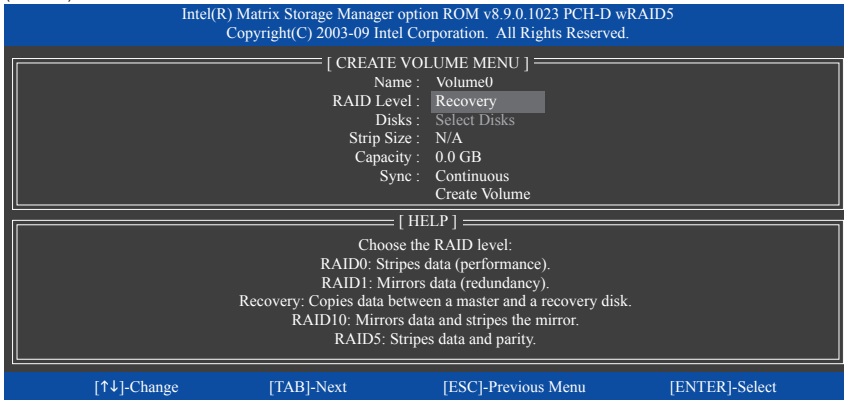 Intel(R) Matrix Storage Manager option ROM v8.9.0.1023 PCH-D wRAID5
Copyright(C) 2003-09 Intel Corporation. All Rights Reserved.
[ CREATE VOLUME MENU ]
Name : Volume0
RAID Level : Recovery
Disks : Select Disks
Strip Size : N/A
Capacity : 0.0 GB
Sync : Continuous
Create Volume
[ HELP ]
Choose the RAID level:
RAID0: Stripes data (performance).
RAID1: Mirrors data (redundancy).
Recovery: Copies data between a master and a recovery disk.
RAID10: Mirrors data and stripes the mirror.
RAID5: Stripes data and parity.
[↑↓]-Change [TAB]-Next [ESC]-Previous Menu [ENTER]-Select